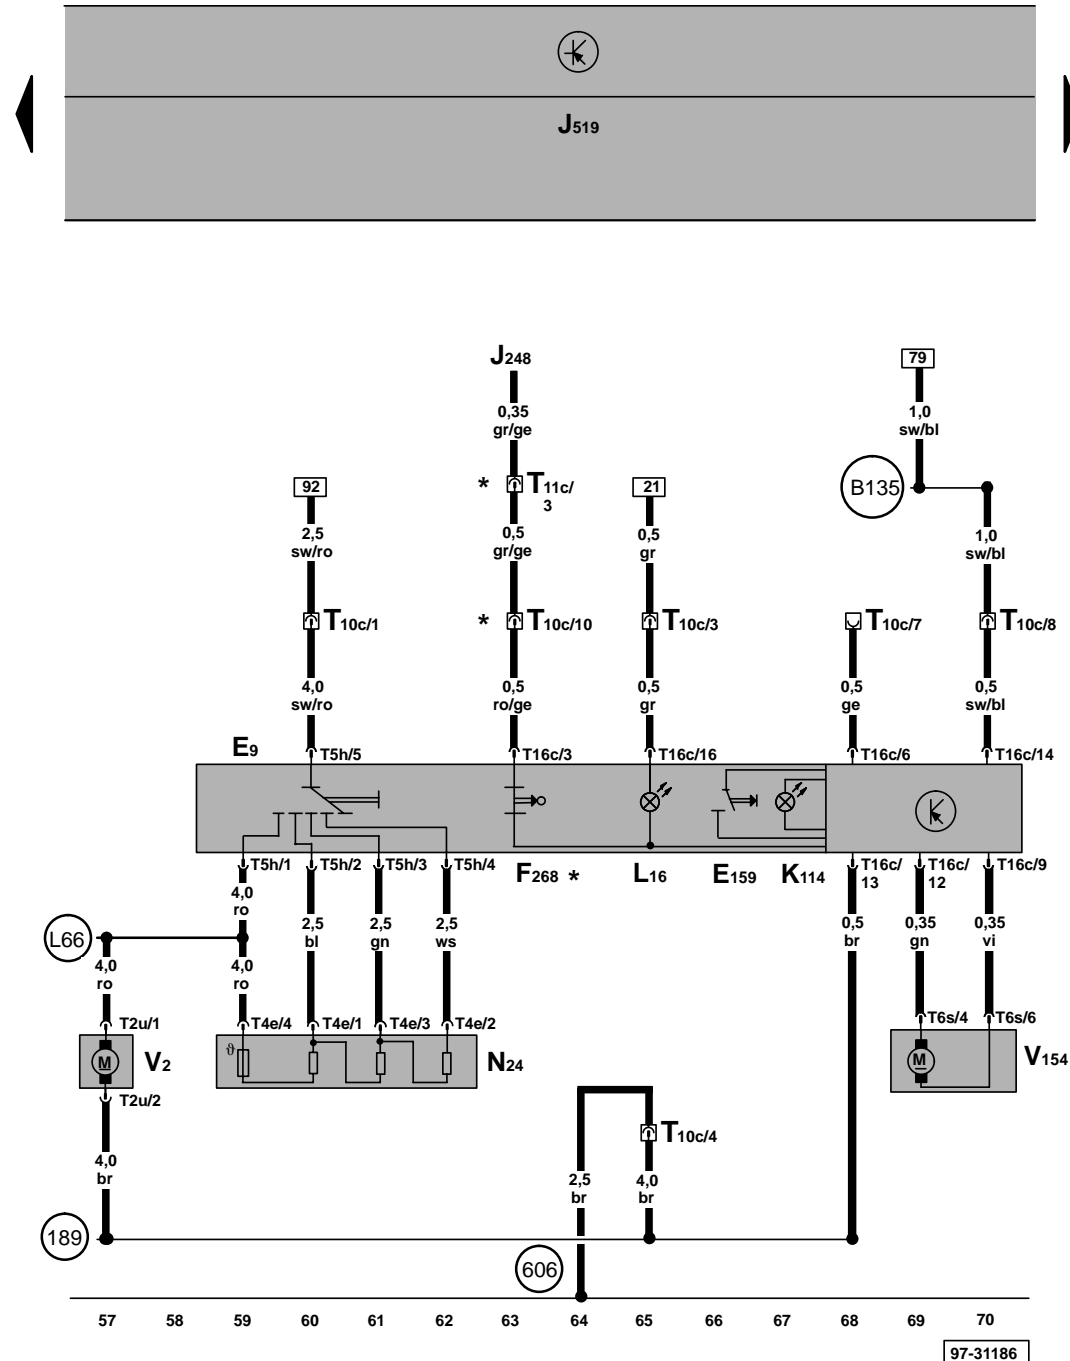 J519
J248
79
0,35
gr/ge
1,0
sw/bl
92
* T11c/
3
21
B135
2,5
sw/ro
0,5
gr/ge
0,5
gr
1,0
sw/bl
T10c/1
* T10c/10
T10c/3
T10c/7
T10c/8
4,0
sw/ro
0,5
ro/ge
0,5
gr
0,5
ge
0,5
sw/bl
E9
T5h/5
T16c/3
T16c/16
T16c/6
T16c/14
T5h/1
T5h/2
T5h/3
T5h/4
F268 *
L16
E159
K114
T16c/
13
T16c/
12
T16c/9
4,0
ro
2,5
bl
2,5
gn
2,5
ws
0,5
br
0,35
gn
0,35
vi
L66
4,0
ro
4,0
ro
T2u/1
T4e/4
T4e/1
T4e/3
T4e/2
T6s/4
T6s/6
M
V2
ϑ
N24
M
V154
T2u/2
T10c/4
4,0
br
2,5
br
4,0
br
189
606
57 58 59 60 61 62 63 64 65 66 67 68 69 70
97-31186